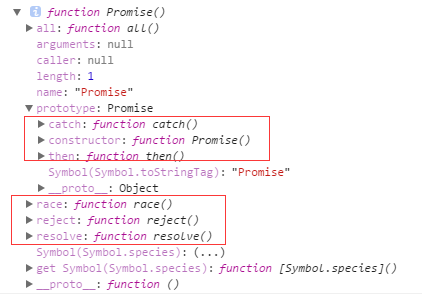 function Promise()
all: function all()
arguments: null
caller: null
length: 1
name: "Promise"
prototype: Promise
catch: function catch()
constructor: function Promise()
then: function then()
Symbol(Symbol.toStringTag): "Promise"
__proto__: Object
race: function race()
reject: function reject()
resolve: function resolve()
Symbol(Symbol.species): (...)
get Symbol(Symbol.species): function [Symbol.species]()
__proto__: function ()